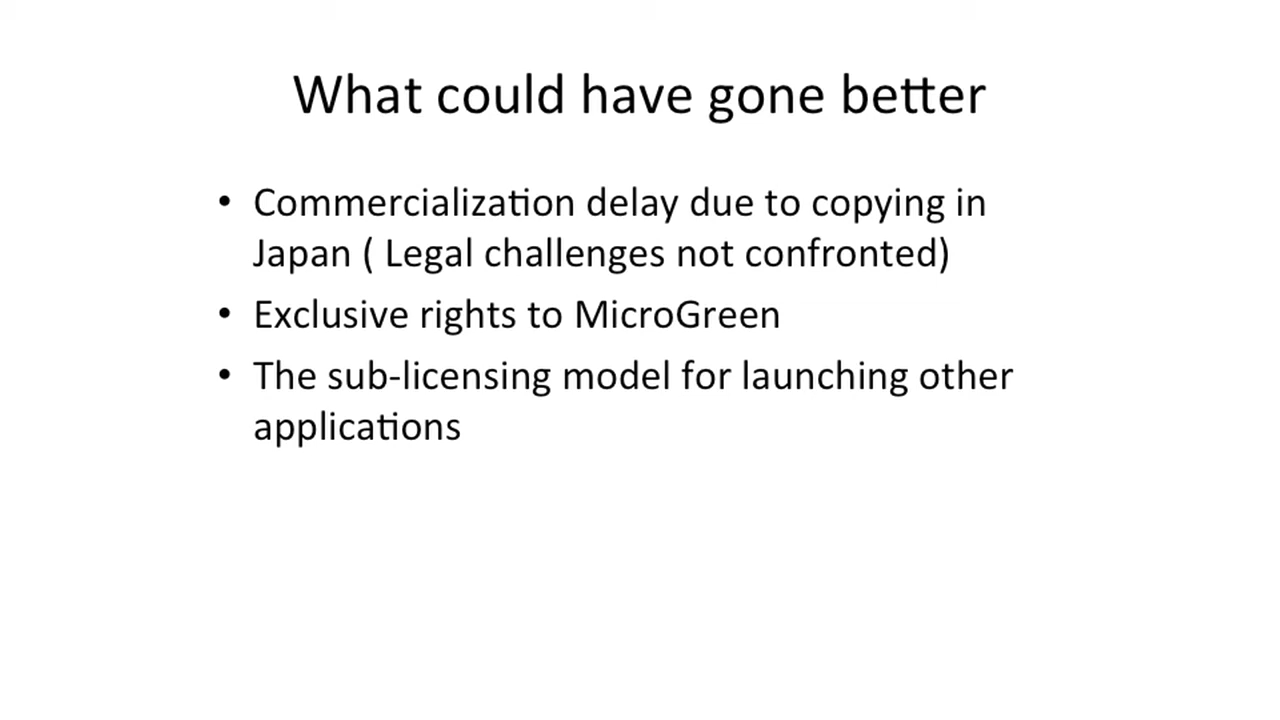 What could have gone better
• Commercialization delay due to copying in
Japan ( Legal challenges not confronted)
• Exclusive rights to MicroGreen
• The sub-licensing model for launching other
applications